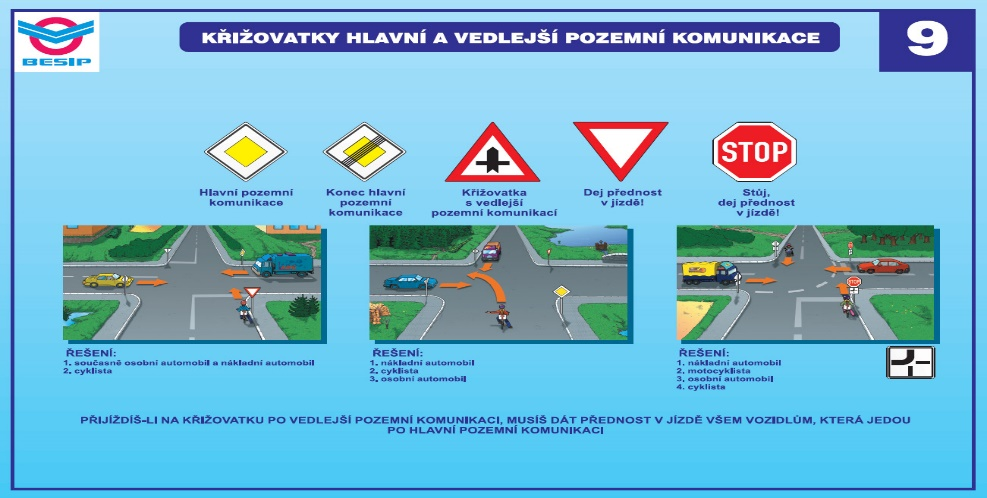 BESIP
KŘIŽOVATKY HLAVNÍ A VEDLEJŠÍ POZEMNÍ KOMUNIKACE
9
STOP
Hlavní pozemní
komunikace
Konec hlavní
pozemní
komunikace
Křižovatka
s vedlejší
pozemní komunikací
Dej přednost
v jízdě!
Stůj,
dej přednost
v jízdě!
STOP
ŘEŠENÍ:
1. současně osobní automobil a nákladní automobil
2. cyklista
ŘEŠENÍ:
1. nákladní automobil
2. cyklista
3. osobní automobil
ŘEŠENÍ:
1. nákladní automobil
2. motocyklista
3. osobní automobil
4. cyklista
PŘIJÍŽDÍŠ-LI NA KŘIŽOVATKU PO VEDLEJŠÍ POZEMNÍ KOMUNIKACI, MUSÍŠ DÁT PŘEDNOST V JÍZDĚ VŠEM VOZIDLŮM, KTERÁ JEDOU
PO HLAVNÍ POZEMNÍ KOMUNIKACI